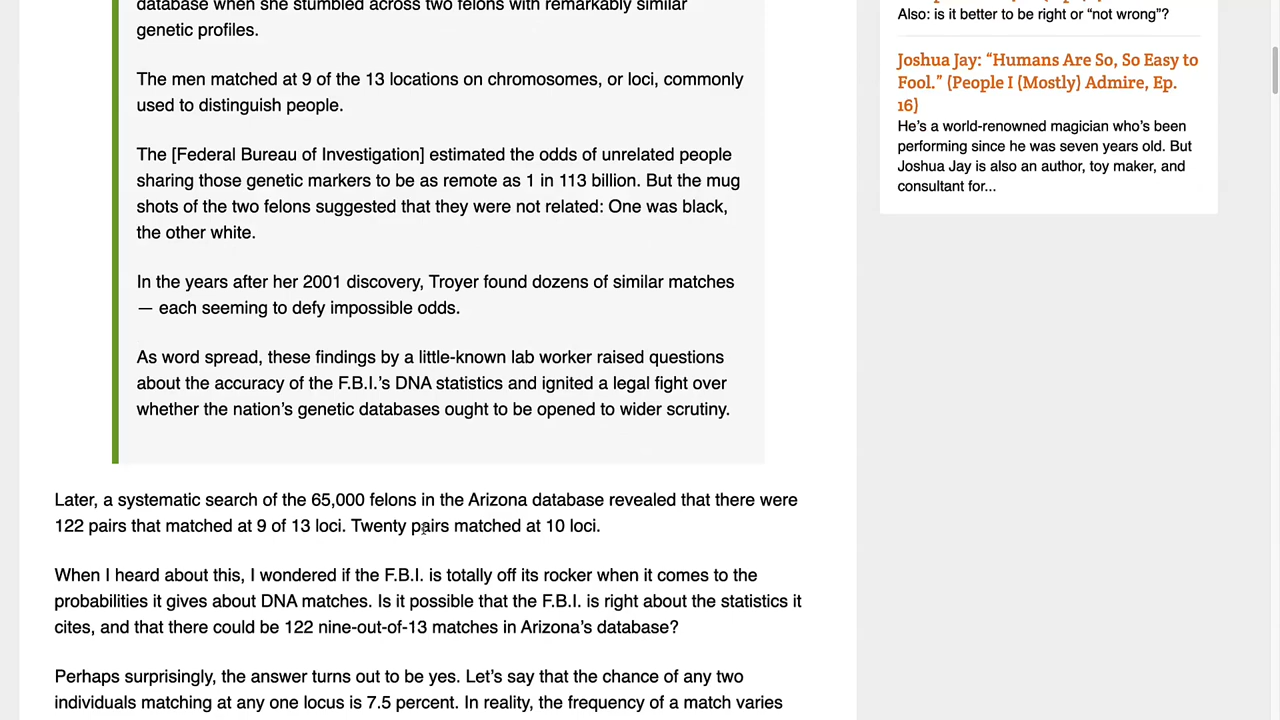 database when she stumbled across two felons with remarkably similar
genetic profiles.
The men matched at 9 of the 13 locations on chromosomes, or loci, commonly
used to distinguish people.
The [Federal Bureau of Investigation] estimated the odds of unrelated people
sharing those genetic markers to be as remote as 1 in 113 billion. But the mug
shots of the two felons suggested that they were not related: One was black,
the other white.
In the years after her 2001 discovery, Troyer found dozens of similar matches
— each seeming to defy impossible odds.
As word spread, these findings by a little-known lab worker raised questions
about the accuracy of the F.B.I.’s DNA statistics and ignited a legal fight over
whether the nation’s genetic databases ought to be opened to wider scrutiny.
Later, a systematic search of the 65,000 felons in the Arizona database revealed that there were
122 pairs that matched at 9 of 13 loci. Twenty pairs matched at 10 loci.
When I heard about this, I wondered if the F.B.I. is totally off its rocker when it comes to the
probabilities it gives about DNA matches. Is it possible that the F.B.I. is right about the statistics it
cites, and that there could be 122 nine-out-of-13 matches in Arizona’s database?
Perhaps surprisingly, the answer turns out to be yes. Let’s say that the chance of any two
individuals matching at any one locus is 7.5 percent. In reality, the frequency of a match varies
Also: is it better to be right or “not wrong”?
Joshua Jay: “Humans Are So, So Easy to
Fool.” (People I (Mostly) Admire, Ep.
16)
He’s a world-renowned magician who’s been
performing since he was seven years old. But
Joshua Jay is also an author, toy maker, and
consultant for...